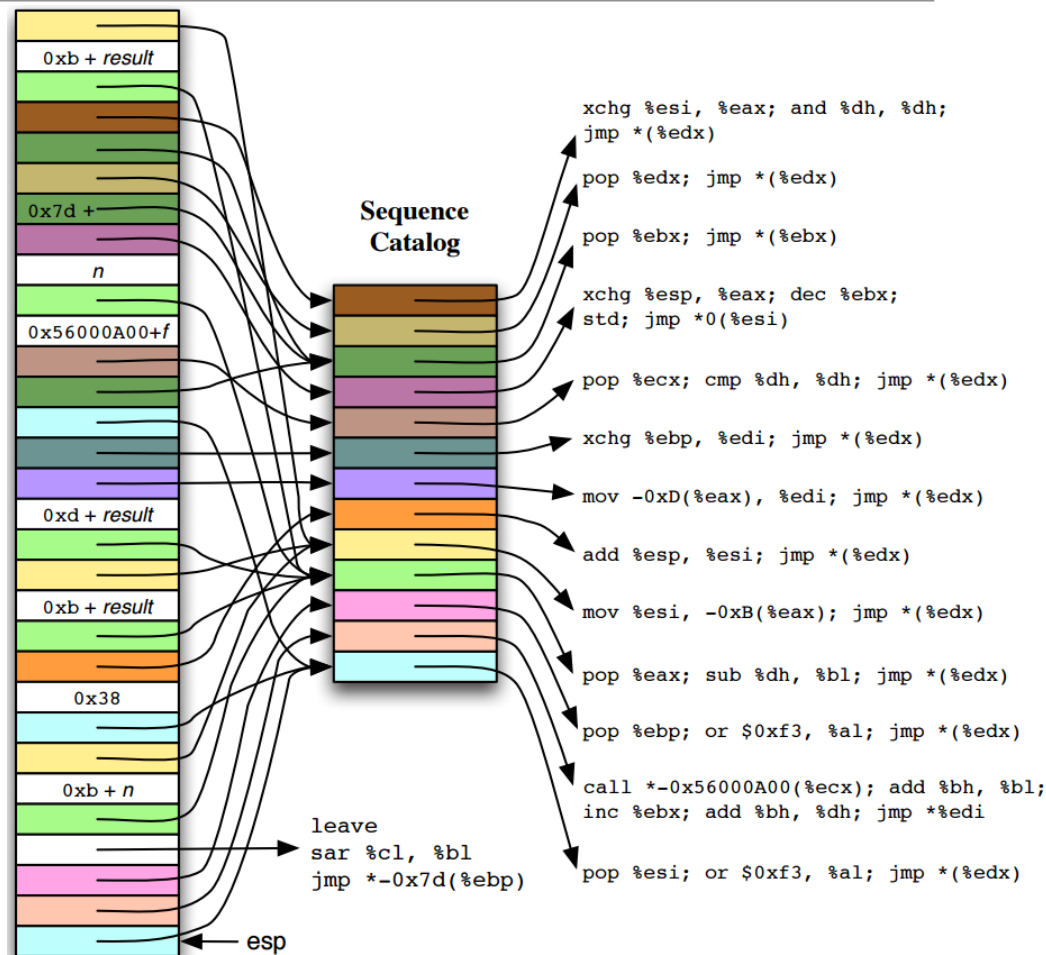 0xb + result
0x7d +
n
0x56000A00+f
0xd + result
0xb + result
0x38
0xb + n
esp
leave
sar %cl, %bl
jmp *-0x7d(%ebp)
Sequence
Catalog
xchg %esi, %eax; and %dh, %dh;
jmp *(%edx)
pop %edx; jmp *(%edx)
pop %ebx; jmp *(%ebx)
xchg %esp, %eax; dec %ebx;
std; jmp *0(%esi)
pop %ecx; cmp %dh, %dh; jmp *(%edx)
xchg %ebp, %edi; jmp *(%edx)
mov -0xD(%eax), %edi; jmp *(%edx)
add %esp, %esi; jmp *(%edx)
mov %esi, -0xB(%eax); jmp *(%edx)
pop %eax; sub %dh, %bl; jmp *(%edx)
pop %ebp; or $0xf3, %al; jmp *(%edx)
call *-0x56000A00(%ecx); add %bh, %bl;
inc %ebx; add %bh, %dh; jmp *%edi
pop %esi; or $0xf3, %al; jmp *(%edx)